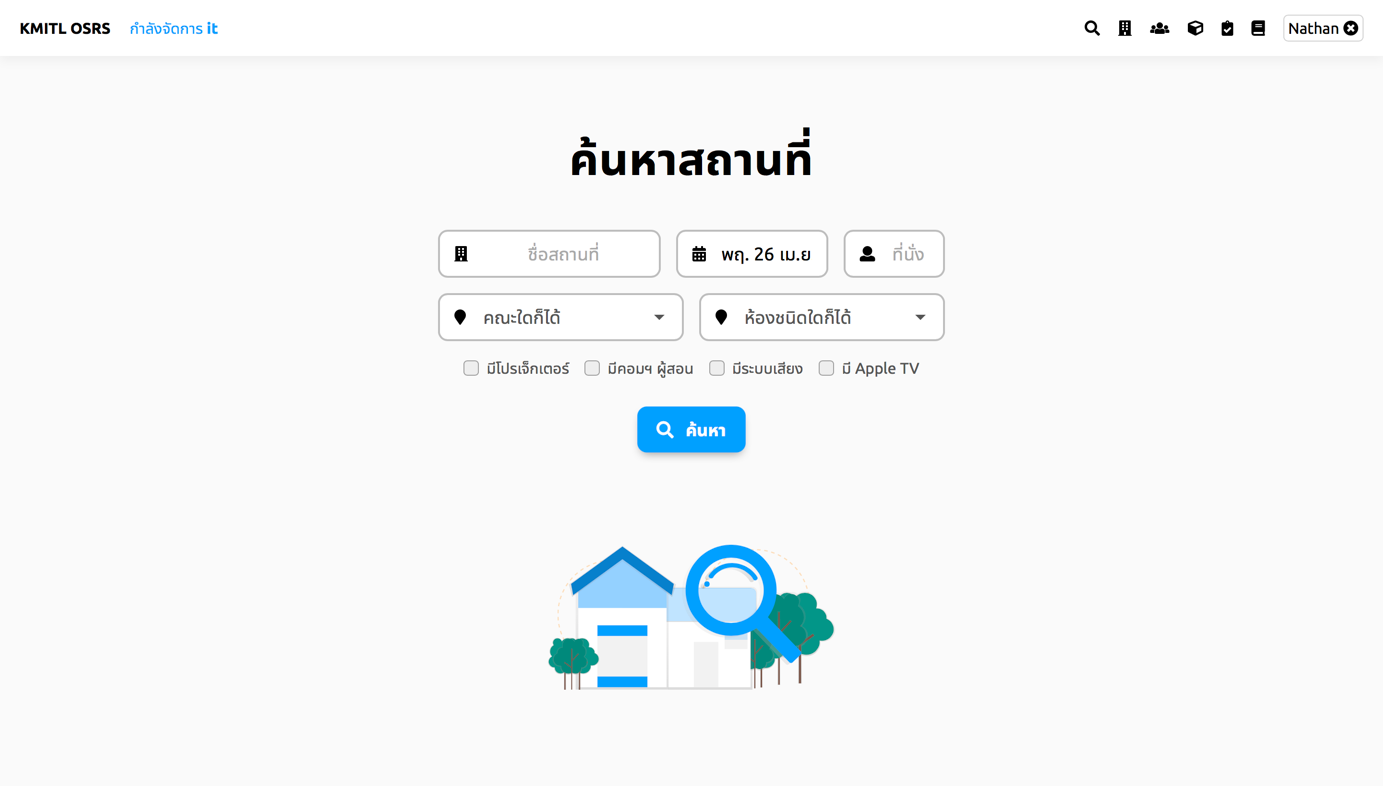 KMITL OSRS กำลังจัดการ it Nathan
ค้นหาสถานที่
ชื่อสถานที่ พฤ. 26 เม.ย ที่นั่ง
คณะใดก็ได้ ห้องชนิดใดก็ได้
มีโปรเจ็กเตอร์ มีคอมฯ ผู้สอน มีระบบเสียง มี Apple TV
ค้นหา